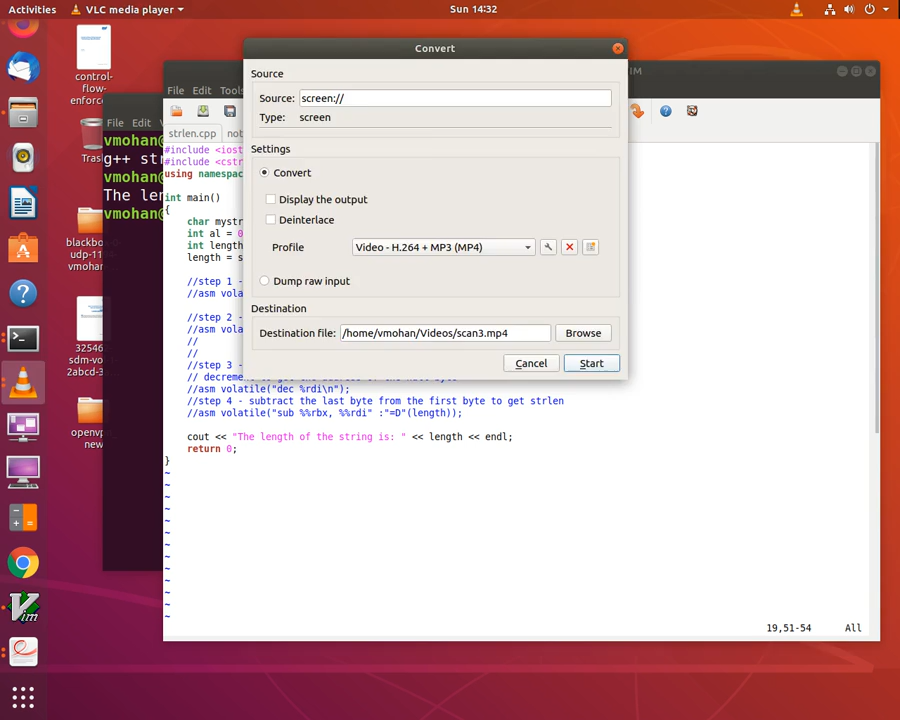 Activities
VLC media player
Sun 14:32
Convert
Source
Source: screen://
Type: screen
Settings
Convert
Display the output
Deinterlace
Profile Video - H.264 + MP3 (MP4)
Dump raw input
Destination
Destination file: /home/vmohan/Videos/scan3.mp4 Browse
Cancel Start
control-
flow-
enforc
Tras
blackbo
udp-11
vmohan
32546
sdm-vo
2abcd-3
openvp
new
File Edit
vmohan@
g++ str
vmohan@
The len
vmohan@
IM
File Edit Tools
strlen.cpp
#include <iost
#include <cst
using namespac
int main()
{
char mystr
int al = 0
int length
length = s
//step 1 -
//asm vola
//step 2 -
//asm vola
//
//
//step 3 -
//asm volatile("dec %rdi\n");
//step 4 - subtract the last byte from the first byte to get strlen
//asm volatile("sub %%rbx, %%rdi" :"=D"(length));
cout << "The length of the string is: " << length << endl;
return 0;
}
~
~
~
~
~
~
~
~
~
~
~
~
~
19,51-54 All